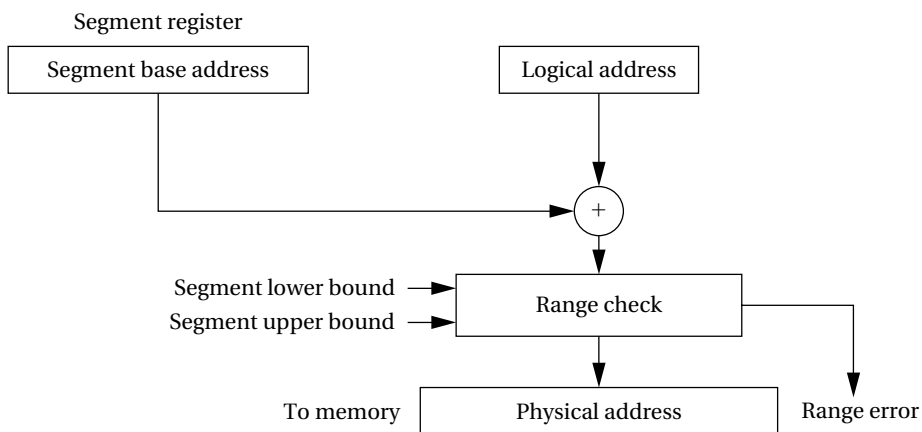 Segment register
Segment base address
Logical address
+
Segment lower bound
Segment upper bound
Range check
To memory
Physical address
Range error